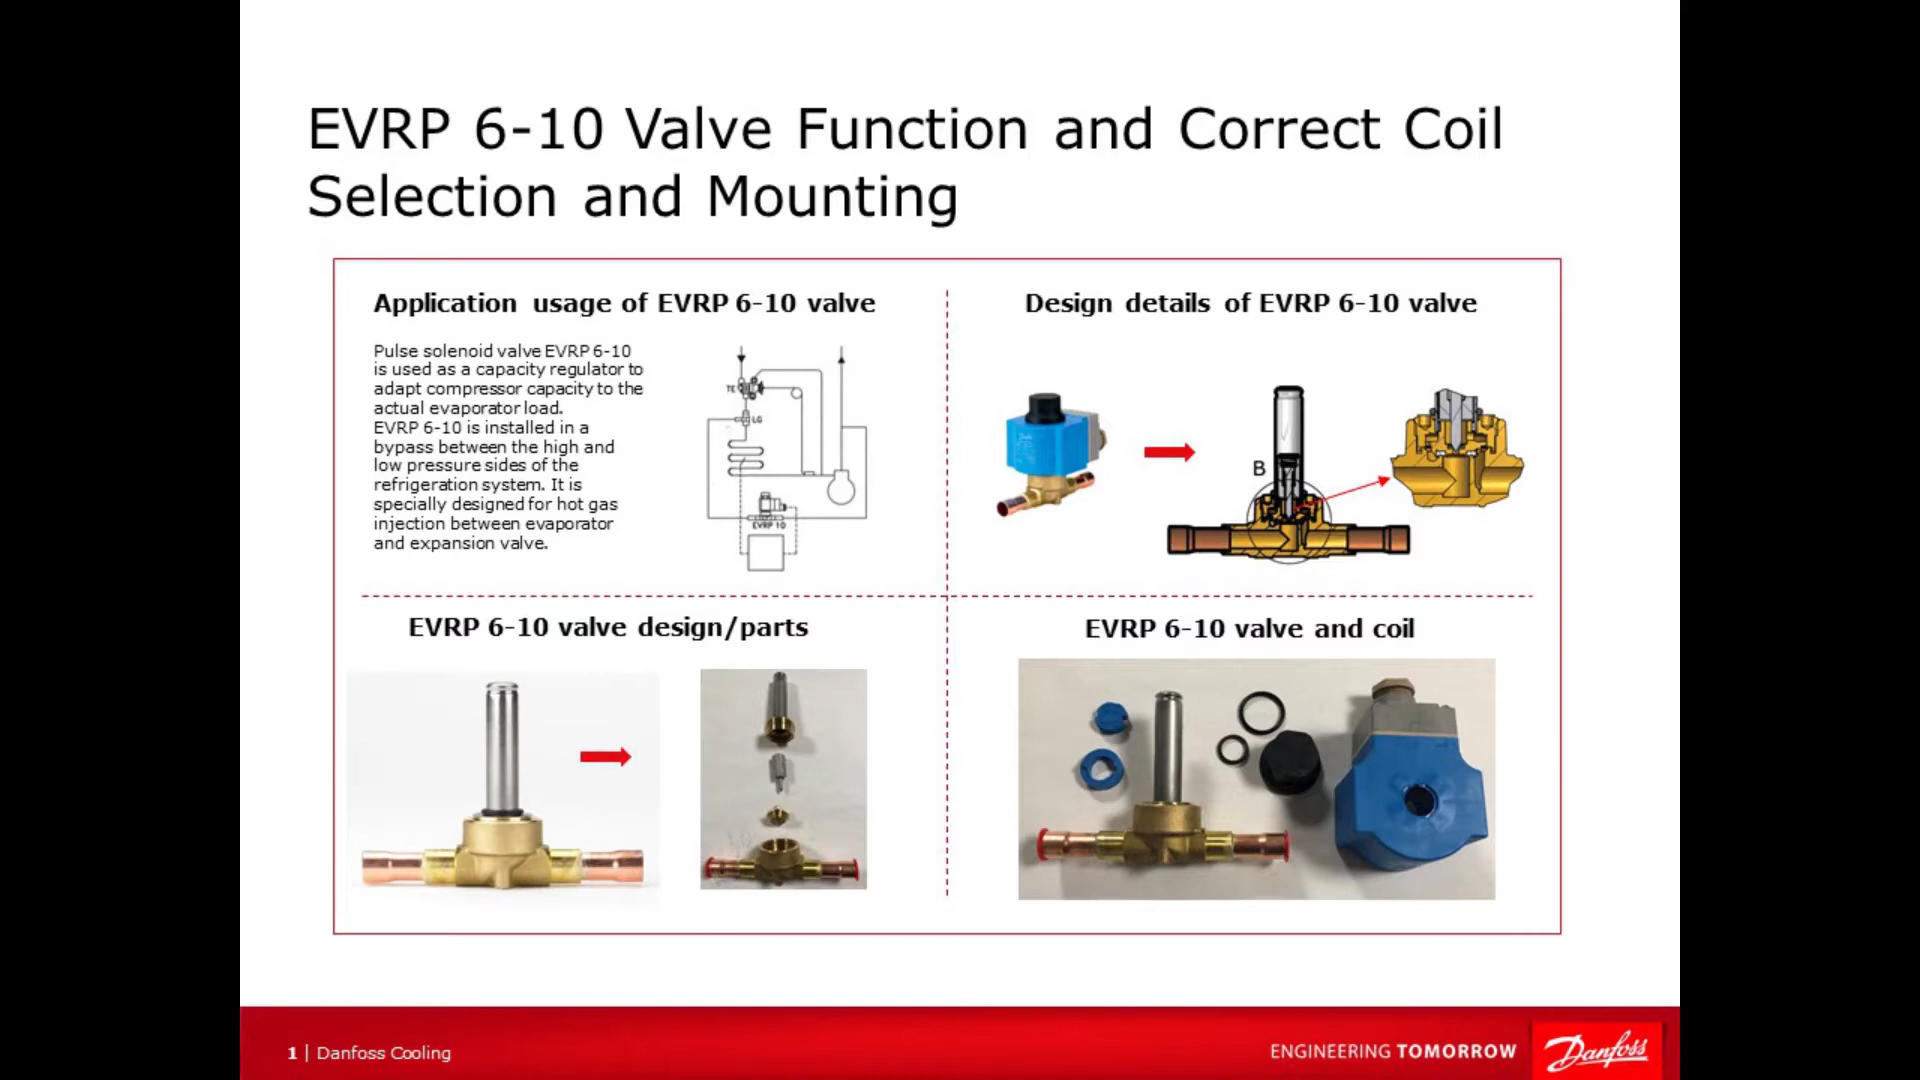 EVRP 6-10 Valve Function and Correct Coil
Selection and Mounting
Application usage of EVRP 6-10 valve
Pulse solenoid valve EVRP 6-10
is used as a capacity regulator to
adapt compressor capacity to the
actual evaporator load.
EVRP 6-10 is installed in a
bypass between the high and
low pressure sides of the
refrigeration system. It is
specially designed for hot gas
injection between evaporator
and expansion valve.
TE
LG
EVRP 10
Design details of EVRP 6-10 valve
B
EVRP 6-10 valve design/parts
EVRP 6-10 valve and coil
1 | Danfoss Cooling
ENGINEERING TOMORROW
Danfoss